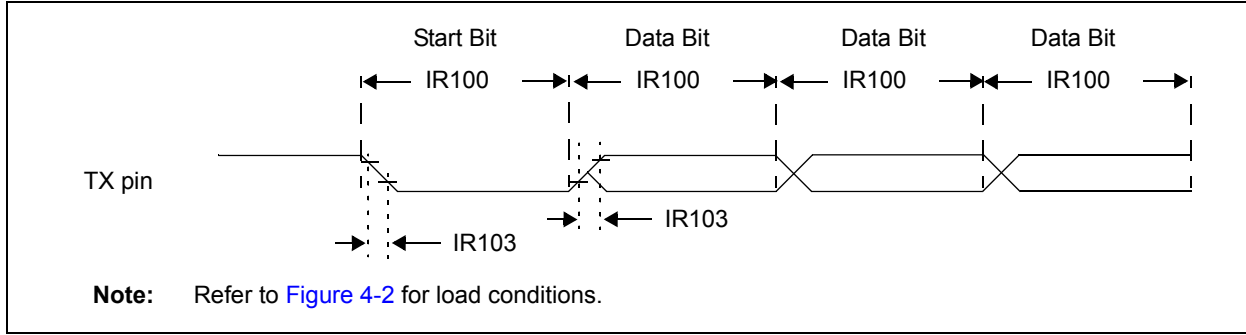 Start Bit Data Bit Data Bit Data Bit
IR100 IR100 IR100 IR100
TX pin
IR103
IR103
Note: Refer to Figure 4-2 for load conditions.